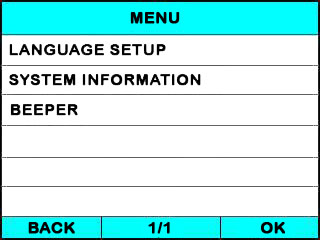 MENU
LANGUAGE SETUP
SYSTEM INFORMATION
BEEPER
BACK 1/1 OK